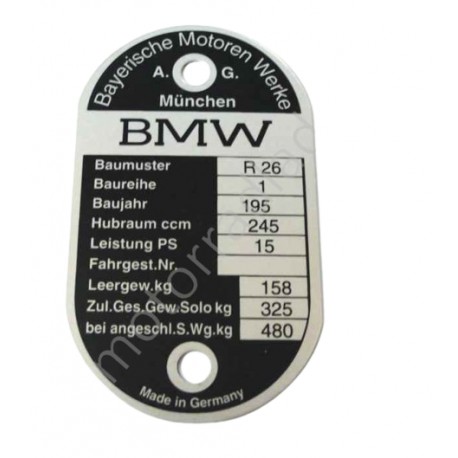 Bayerische Motoren Werke
A. G.
München
BMW
Baumuster R 26
Baureihe 1
Baujahr 195
Hubraum ccm 245
Leistung PS 15
Fahrgest.Nr.
Leergew.kg 158
Zul.Ges.Gew.Solo kg 325
bei angeschl.S.Wg.kg 480
Made in Germany